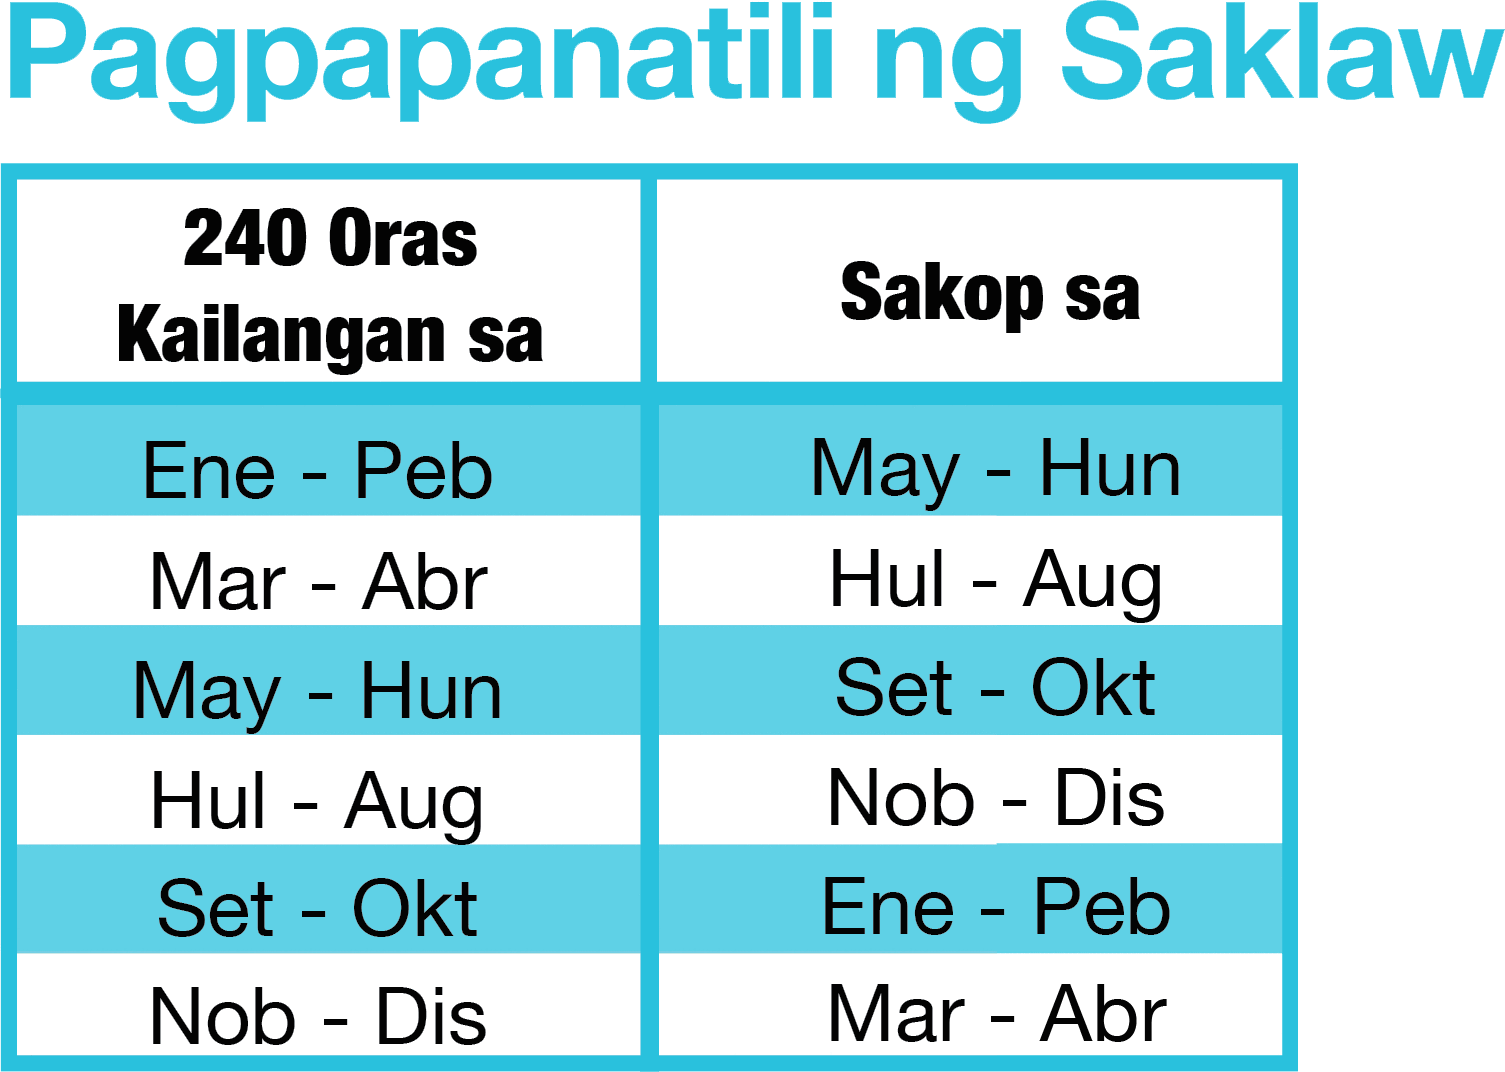 Pagpapanatili ng Saklaw
240 Oras
Kailangan sa
Sakop sa
Ene - Peb
May - Hun
Mar - Abr
Hul - Aug
May - Hun
Set - Okt
Hul - Aug
Nob - Dis
Set - Okt
Ene - Peb
Nob - Dis
Mar - Abr